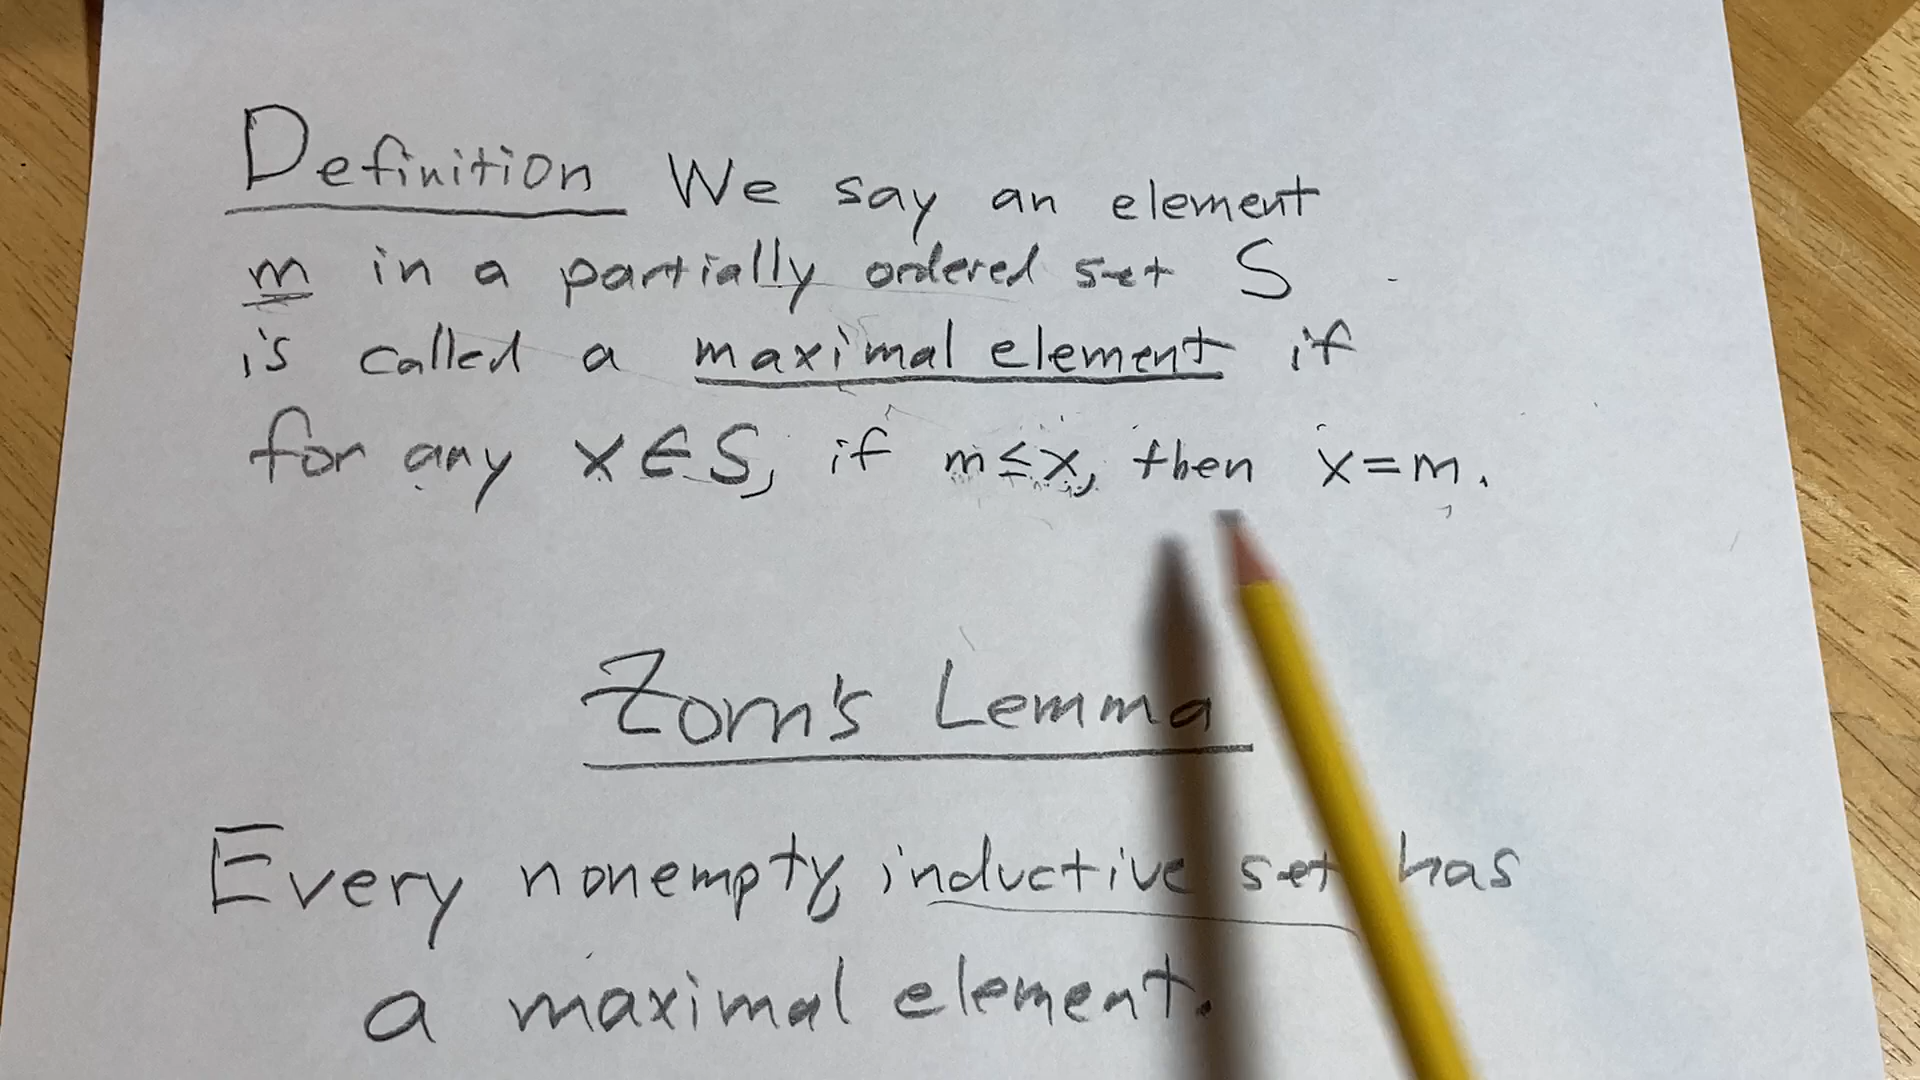 Definition We say an element
m in a partially ordered set S
is called a maximal element if
for any x∈S, if m≤x, then x=m.
Zorn's Lemma
Every nonempty inductive set has
a maximal element.